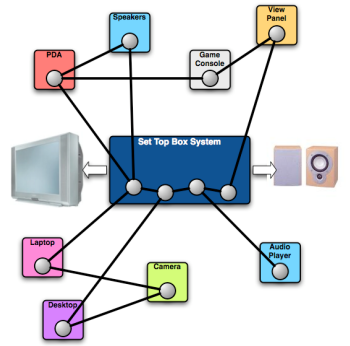 Speakers
View
Panel
PDA
Game
Console
Set Top Box System
Laptop
Audio
Player
Camera
Desktop